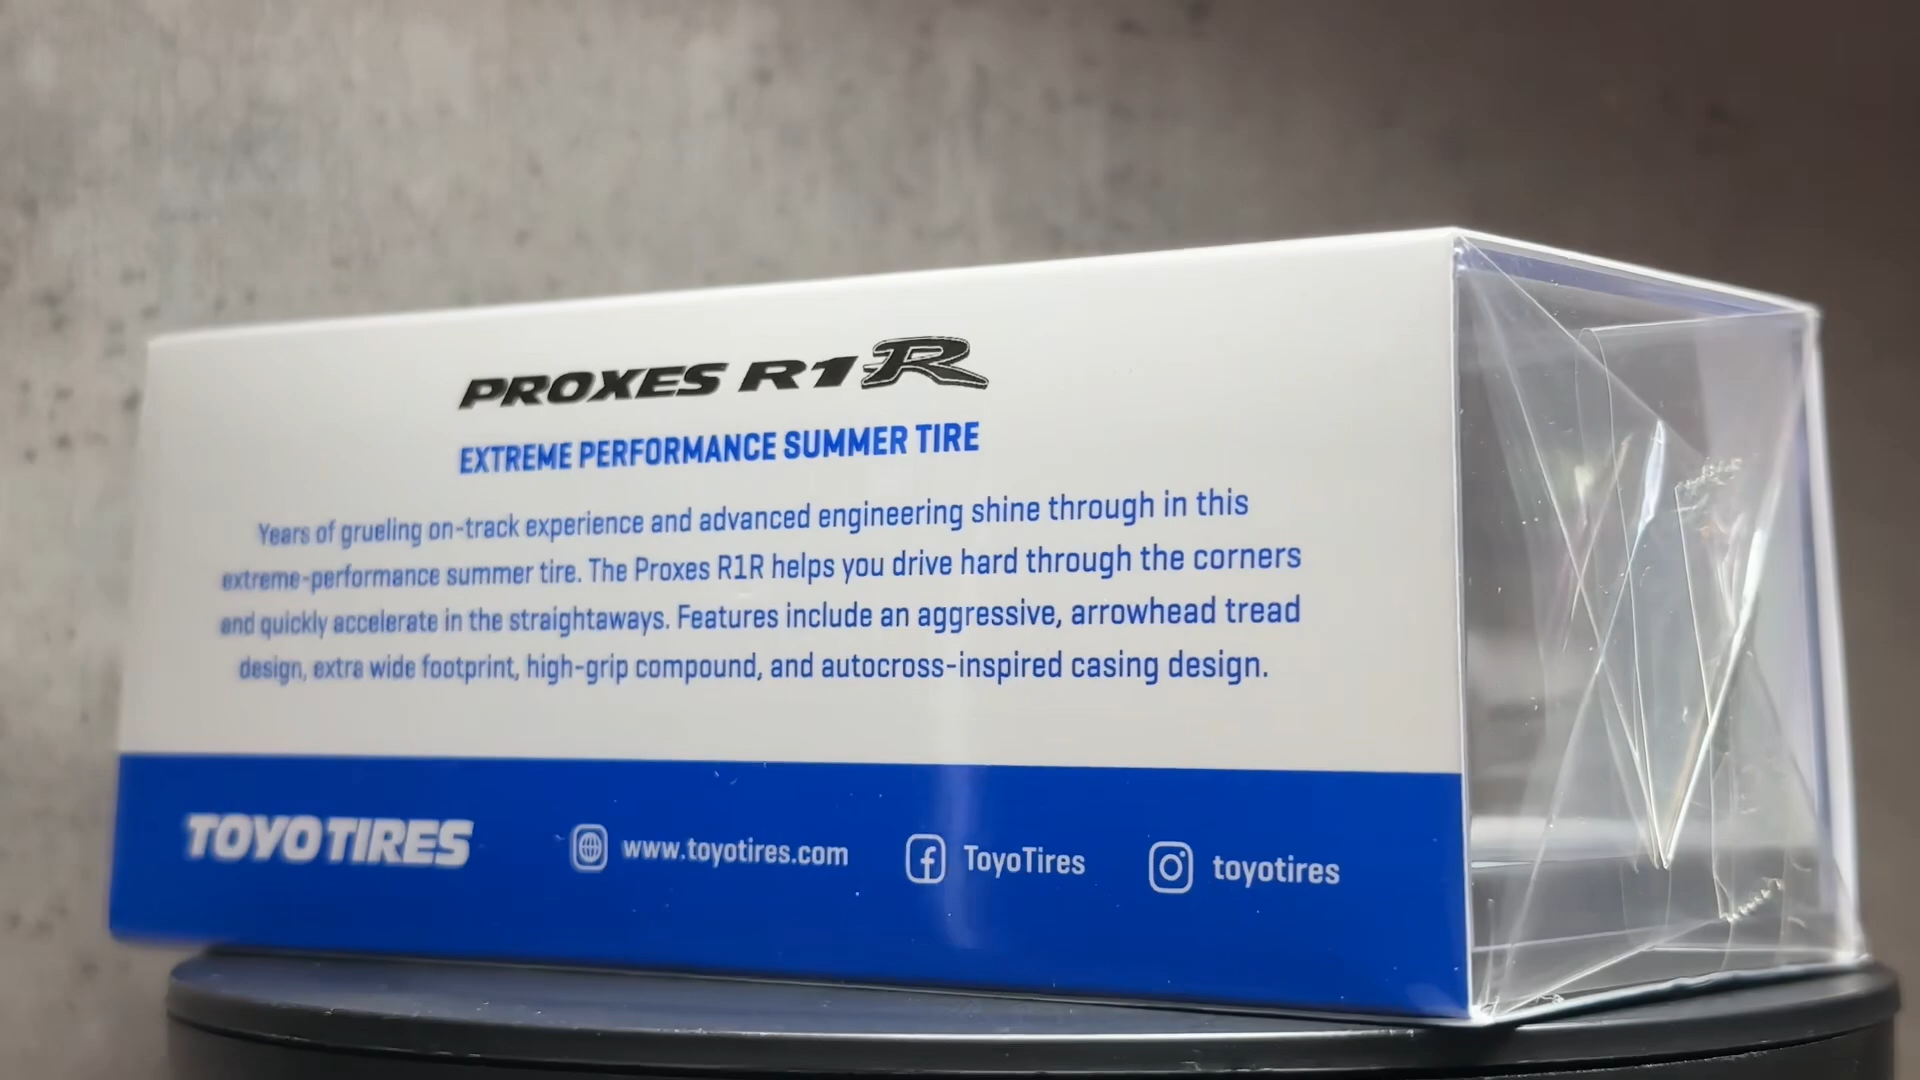 PROXES R1R
EXTREME PERFORMANCE SUMMER TIRE
Years of grueling on-track experience and advanced engineering shine through in this
extreme-performance summer tire. The Proxes R1R helps you drive hard through the corners
and quickly accelerate in the straightaways. Features include an aggressive, arrowhead tread
design, extra wide footprint, high-grip compound, and autocross-inspired casing design.
TOYO TIRES www.toyotires.com ToyoTires toyotires